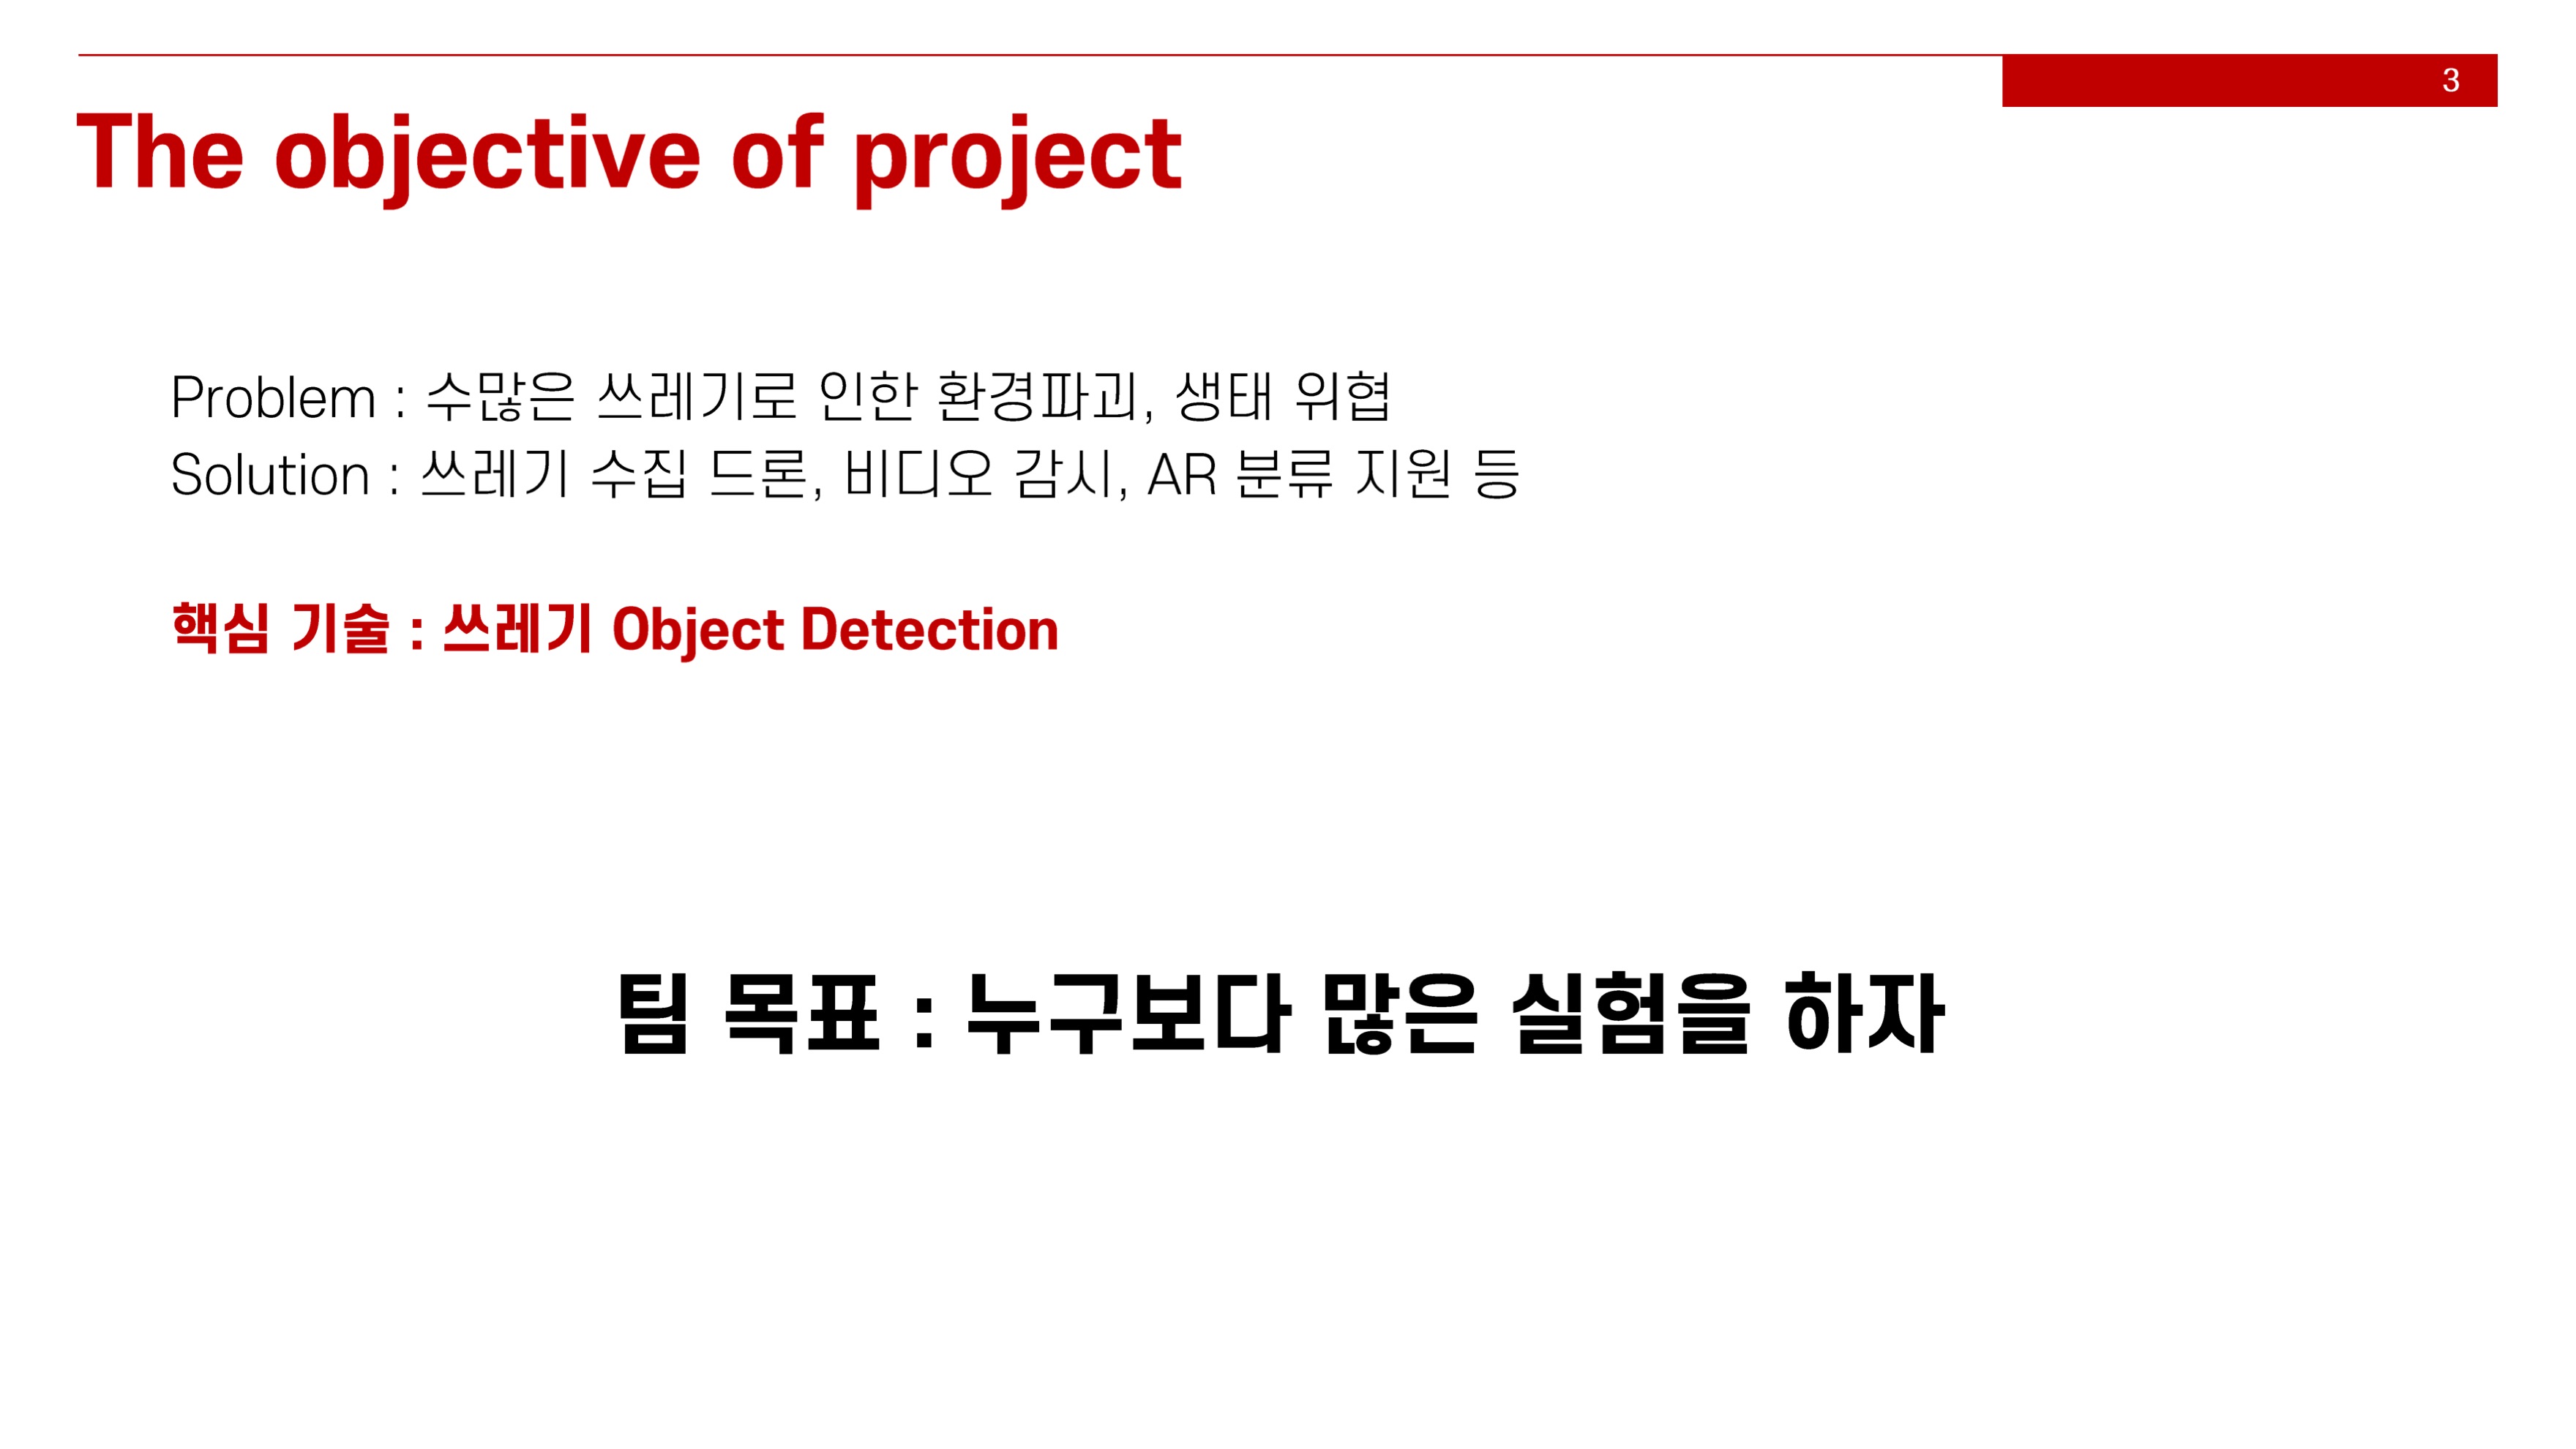 3
The objective of project
Problem : 수많은 쓰레기로 인한 환경파괴, 생태 위협
Solution : 쓰레기 수집 드론, 비디오 감시, AR 분류 지원 등
핵심 기술 : 쓰레기 Object Detection
팀 목표 : 누구보다 많은 실험을 하자